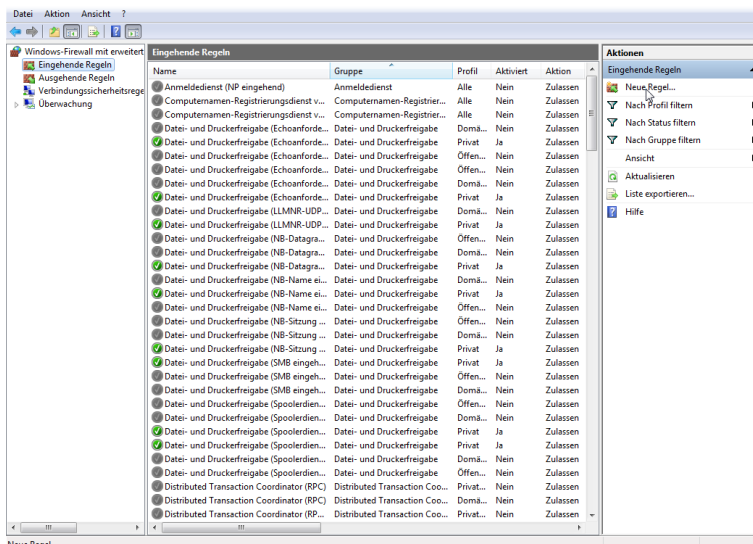 Datei Aktion Ansicht ?
Windows-Firewall mit erweitert
Eingehende Regeln
Ausgehende Regeln
Verbindungssicherheitsrege
Überwachung
Eingehende Regeln
Name Gruppe Profil Aktiviert Aktion
Anmeldedienst (NP eingehend) Anmeldedienst Alle Nein Zulassen
Computernamen-Registrierungsdienst v... Computernamen-Registrier... Alle Nein Zulassen
Computernamen-Registrierungsdienst v... Computernamen-Registrier... Alle Nein Zulassen
Datei- und Druckerfreigabe (Echoanforde... Datei- und Druckerfreigabe Domä... Nein Zulassen
Datei- und Druckerfreigabe (Echoanforde... Datei- und Druckerfreigabe Privat Ja Zulassen
Datei- und Druckerfreigabe (Echoanforde... Datei- und Druckerfreigabe Öffen... Nein Zulassen
Datei- und Druckerfreigabe (Echoanforde... Datei- und Druckerfreigabe Öffen... Nein Zulassen
Datei- und Druckerfreigabe (Echoanforde... Datei- und Druckerfreigabe Domä... Nein Zulassen
Datei- und Druckerfreigabe (Echoanforde... Datei- und Druckerfreigabe Privat Ja Zulassen
Datei- und Druckerfreigabe (LLMNR-UDP... Datei- und Druckerfreigabe Domä... Nein Zulassen
Datei- und Druckerfreigabe (LLMNR-UDP... Datei- und Druckerfreigabe Privat Ja Zulassen
Datei- und Druckerfreigabe (NB-Datagra... Datei- und Druckerfreigabe Öffen... Nein Zulassen
Datei- und Druckerfreigabe (NB-Datagra... Datei- und Druckerfreigabe Domä... Nein Zulassen
Datei- und Druckerfreigabe (NB-Datagra... Datei- und Druckerfreigabe Privat Ja Zulassen
Datei- und Druckerfreigabe (NB-Name ei... Datei- und Druckerfreigabe Domä... Nein Zulassen
Datei- und Druckerfreigabe (NB-Name ei... Datei- und Druckerfreigabe Privat Ja Zulassen
Datei- und Druckerfreigabe (NB-Name ei... Datei- und Druckerfreigabe Öffen... Nein Zulassen
Datei- und Druckerfreigabe (NB-Sitzung ... Datei- und Druckerfreigabe Öffen... Nein Zulassen
Datei- und Druckerfreigabe (NB-Sitzung ... Datei- und Druckerfreigabe Domä... Nein Zulassen
Datei- und Druckerfreigabe (NB-Sitzung ... Datei- und Druckerfreigabe Privat Ja Zulassen
Datei- und Druckerfreigabe (SMB eingeh... Datei- und Druckerfreigabe Privat Ja Zulassen
Datei- und Druckerfreigabe (SMB eingeh... Datei- und Druckerfreigabe Öffen... Nein Zulassen
Datei- und Druckerfreigabe (SMB eingeh... Datei- und Druckerfreigabe Domä... Nein Zulassen
Datei- und Druckerfreigabe (Spoolerdien... Datei- und Druckerfreigabe Öffen... Nein Zulassen
Datei- und Druckerfreigabe (Spoolerdien... Datei- und Druckerfreigabe Domä... Nein Zulassen
Datei- und Druckerfreigabe (Spoolerdien... Datei- und Druckerfreigabe Privat Ja Zulassen
Datei- und Druckerfreigabe (Spoolerdien... Datei- und Druckerfreigabe Privat Ja Zulassen
Datei- und Druckerfreigabe (Spoolerdien... Datei- und Druckerfreigabe Domä... Nein Zulassen
Datei- und Druckerfreigabe (Spoolerdien... Datei- und Druckerfreigabe Öffen... Nein Zulassen
Distributed Transaction Coordinator (RPC) Distributed Transaction Coo... Privat... Nein Zulassen
Distributed Transaction Coordinator (RPC) Distributed Transaction Coo... Domä... Nein Zulassen
Distributed Transaction Coordinator (RP... Distributed Transaction Coo... Privat... Nein Zulassen
Aktionen
Eingehende Regeln
Neue Regel...
Nach Profil filtern
Nach Status filtern
Nach Gruppe filtern
Ansicht
Aktualisieren
Liste exportieren...
Hilfe
Neue Regel